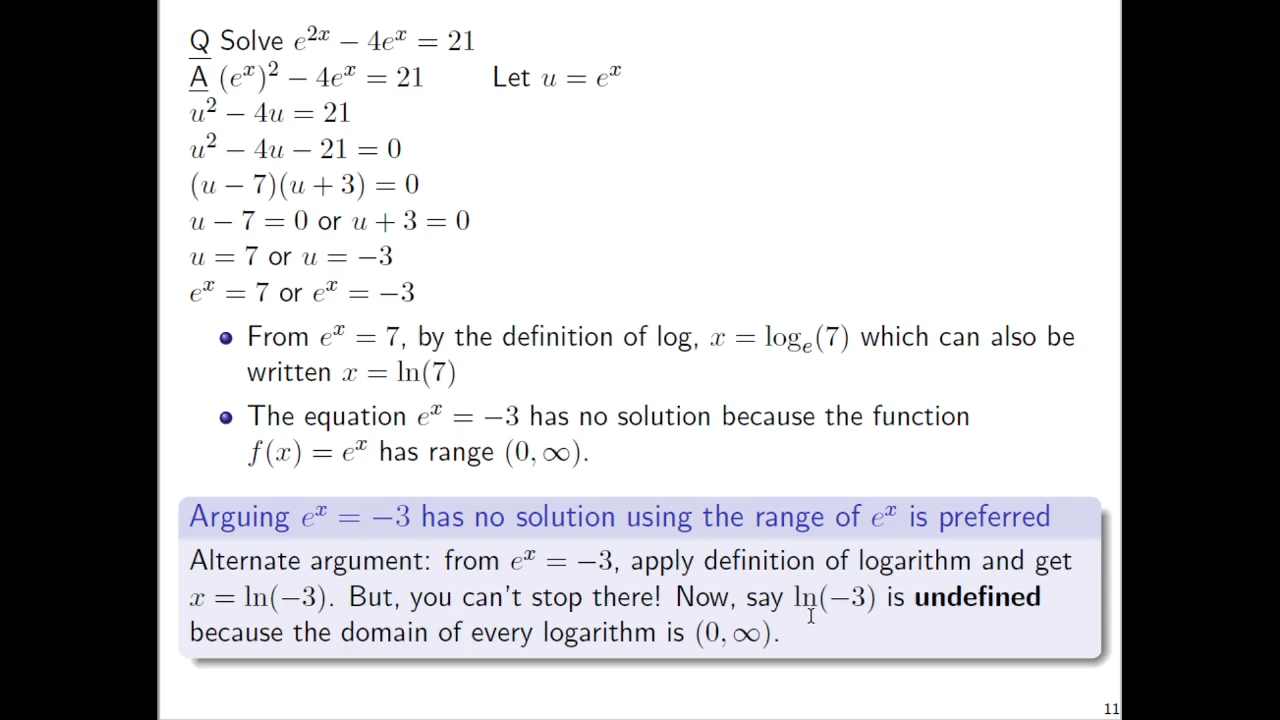 Q Solve e^{2x} − 4e^x = 21
A (e^x)^2 − 4e^x = 21 Let u = e^x
u^2 − 4u = 21
u^2 − 4u − 21 = 0
(u − 7)(u + 3) = 0
u − 7 = 0 or u + 3 = 0
u = 7 or u = −3
e^x = 7 or e^x = −3
From e^x = 7, by the definition of log, x = log_e(7) which can also be
written x = ln(7)
The equation e^x = −3 has no solution because the function
f(x) = e^x has range (0, ∞).
Arguing e^x = −3 has no solution using the range of e^x is preferred
Alternate argument: from e^x = −3, apply definition of logarithm and get
x = ln(−3). But, you can't stop there! Now, say ln(−3) is undefined
because the domain of every logarithm is (0, ∞).
11